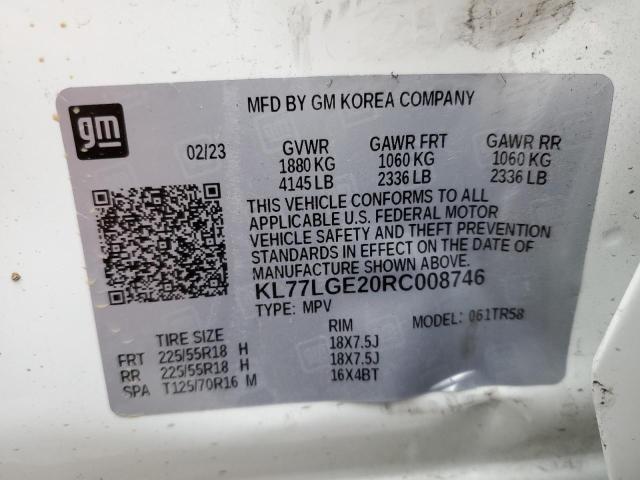 gm
MFD BY GM KOREA COMPANY
02/23 GVWR GAWR FRT GAWR RR
1880 KG 1060 KG 1060 KG
4145 LB 2336 LB 2336 LB
THIS VEHICLE CONFORMS TO ALL
APPLICABLE U.S. FEDERAL MOTOR
VEHICLE SAFETY AND THEFT PREVENTION
STANDARDS IN EFFECT ON THE DATE OF
MANUFACTURE SHOWN ABOVE.
KL77LGE20RC008746
TYPE: MPV MODEL: 061TR58
TIRE SIZE RIM
FRT 225/55R18 H 18X7.5J
RR 225/55R18 H 18X7.5J
SPA T125/70R16 M 16X4BT